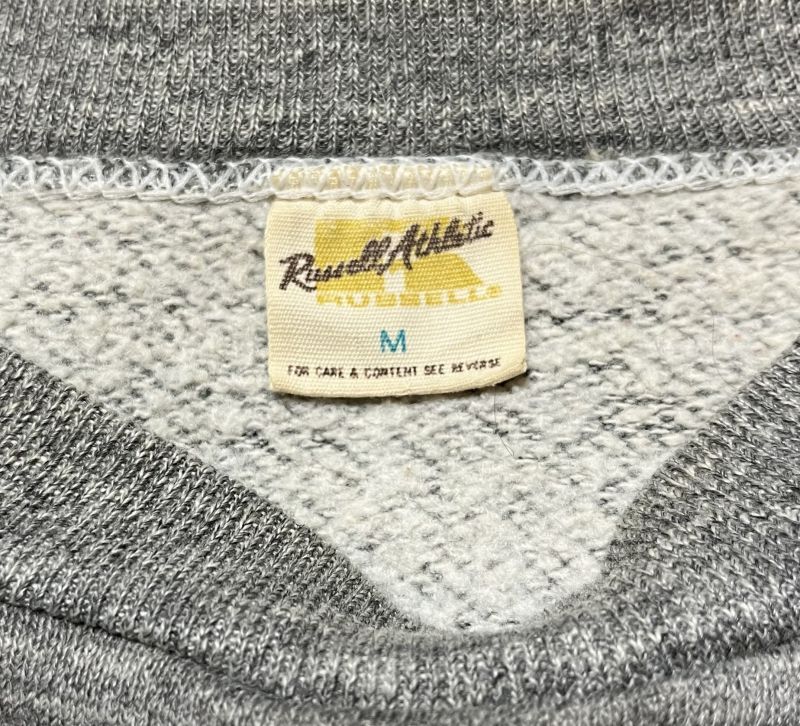 Russell Athletic
RUSSELL®
M
FOR CARE & CONTENT SEE REVERSE